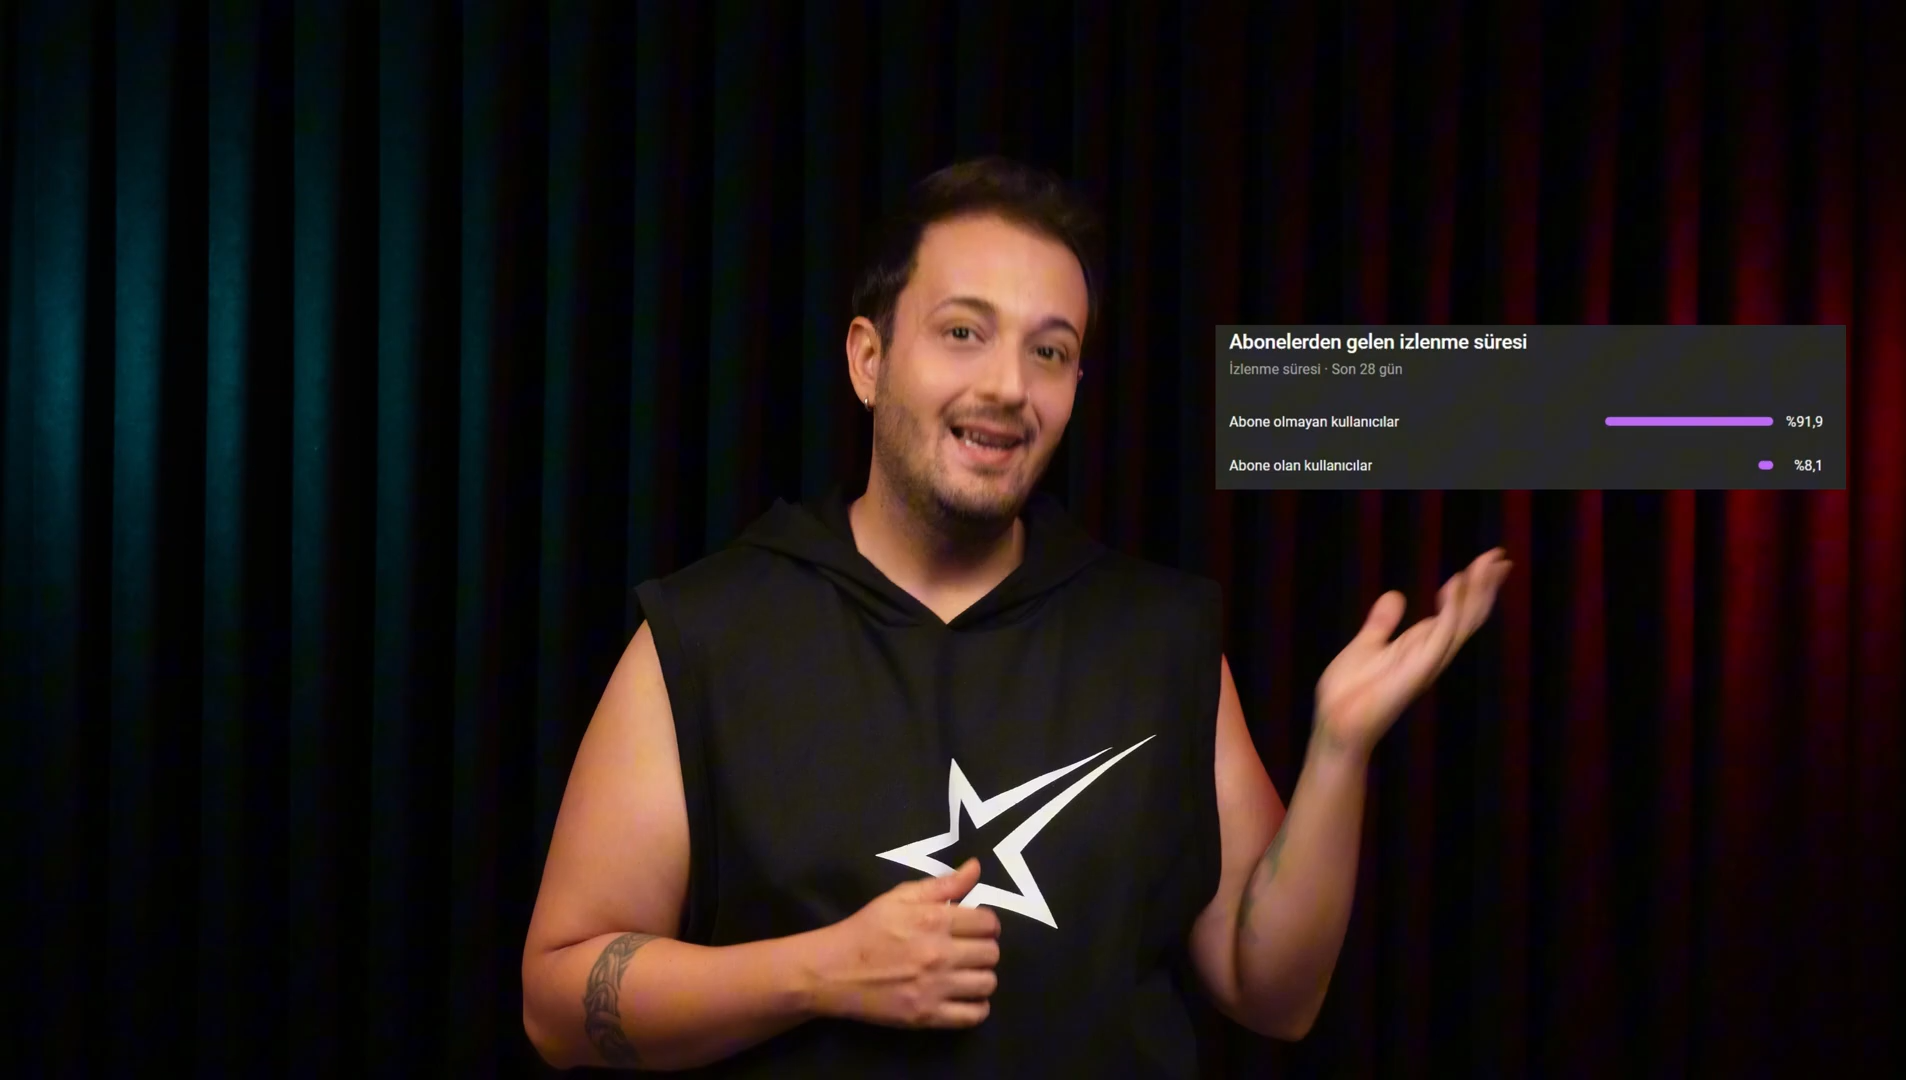 Abonelerden gelen izlenme süresi
İzlenme süresi · Son 28 gün
Abone olmayan kullanıcılar %91,9
Abone olan kullanıcılar %8,1